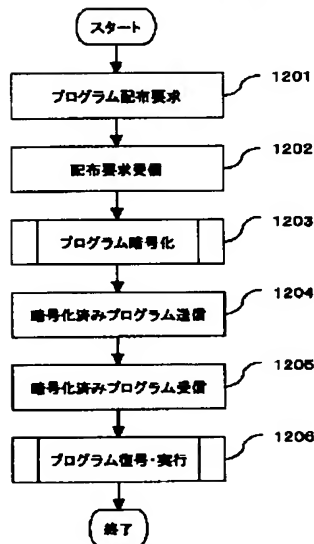 スタート
プログラム配布要求
1201
配布要求受信
1202
プログラム暗号化
1203
暗号化済みプログラム送信
1204
暗号化済みプログラム受信
1205
プログラム復号・実行
1206
終了